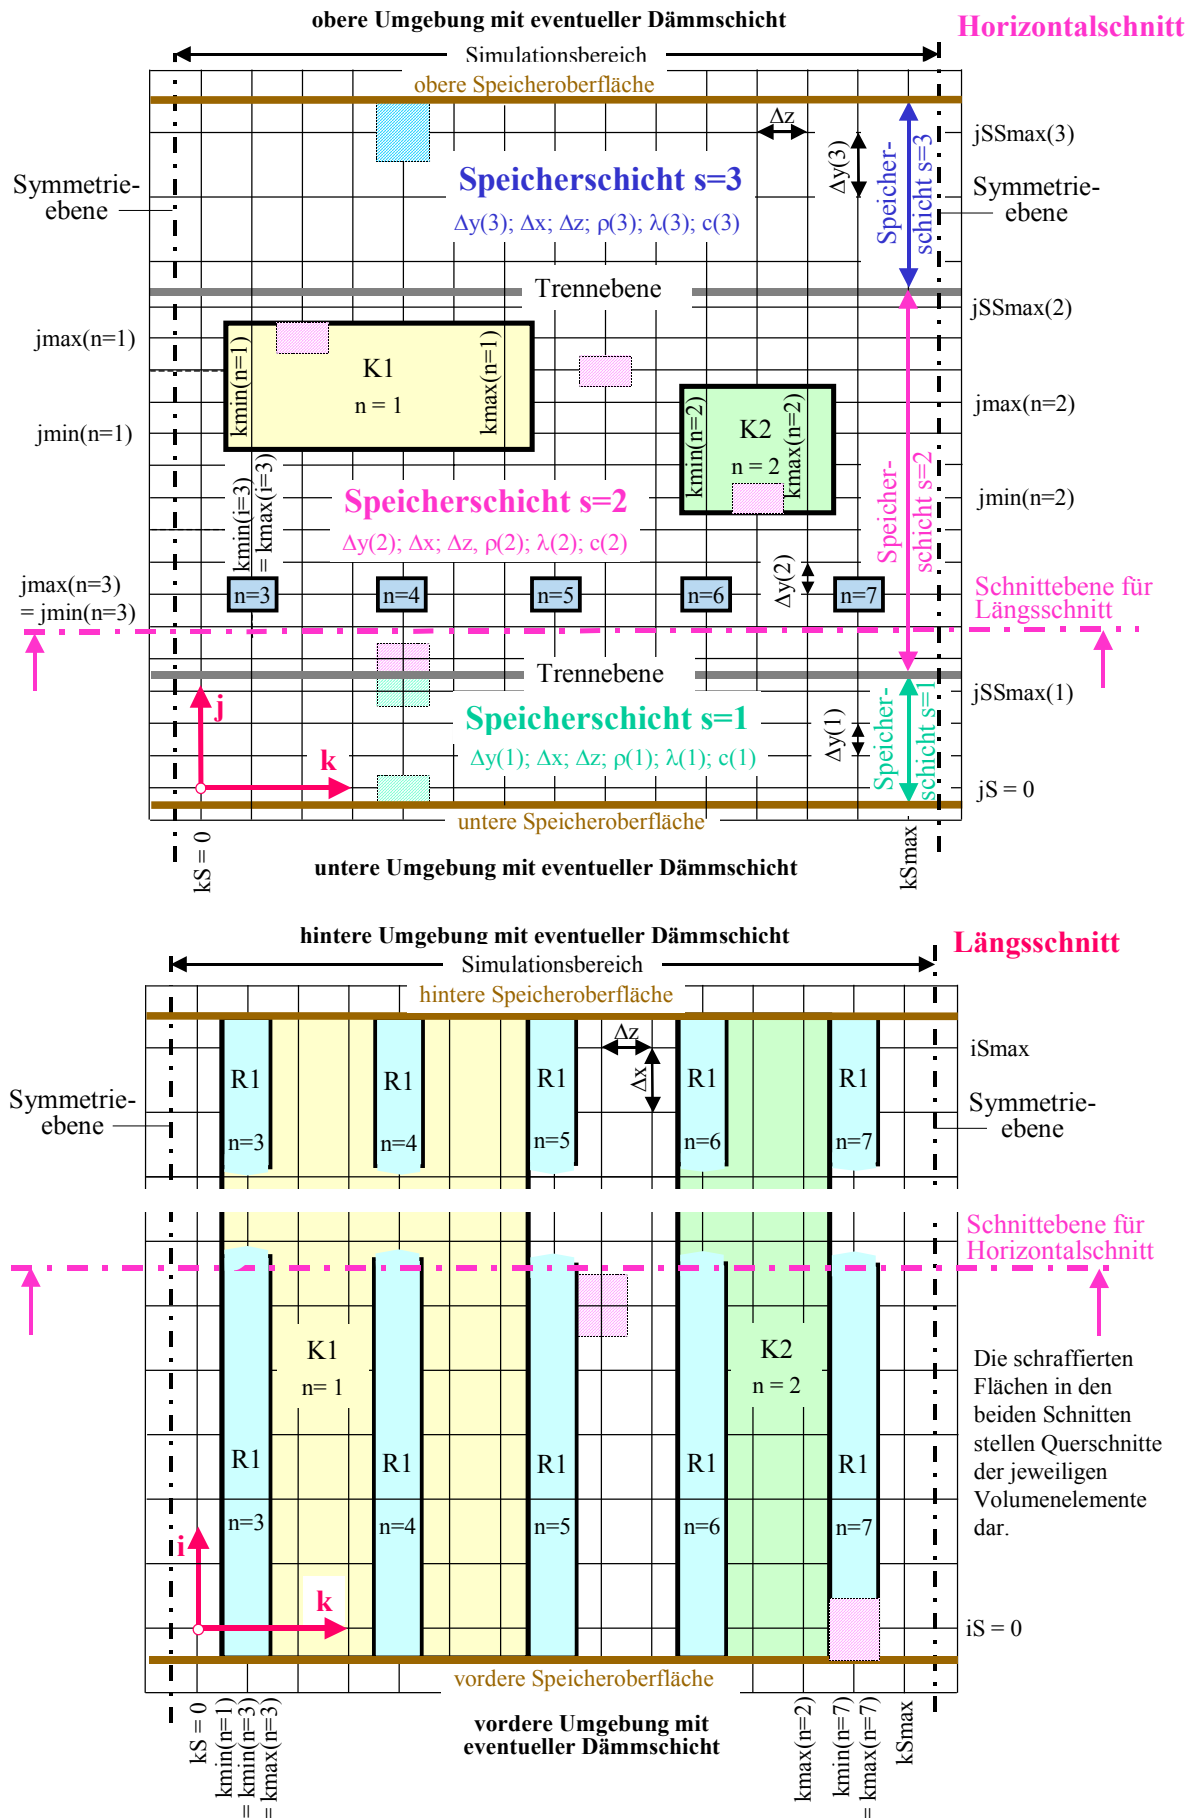 obere Umgebung mit eventueller Dämmschicht
Horizontalschnitt
Simulationsbereich
obere Speicheroberfläche
Δz
jSSmax(3)
Δy(3)
Speicher-
schicht s=3
Symmetrie-
ebene
Speicherschicht s=3
Δy(3); Δx; Δz; ρ(3); λ(3); c(3)
Symmetrie-
ebene
Trennebene
jSSmax(2)
jmax(n=1)
kmin(n=1)
K1
n = 1
kmax(n=1)
jmin(n=1)
kmin(n=2)
K2
n = 2
kmax(n=2)
jmax(n=2)
jmin(n=2)
kmin(i=3)
= kmax(i=3)
Speicherschicht s=2
Δy(2); Δx; Δz, ρ(2); λ(2); c(2)
Speicher-
schicht s=2
Δy(2)
jmax(n=3)
= jmin(n=3)
n=3
n=4
n=5
n=6
n=7
Schnittebene für
Längsschnitt
Trennebene
jSSmax(1)
j
Speicherschicht s=1
Δy(1); Δx; Δz; ρ(1); λ(1); c(1)
Δy(1)
Speicher-
schicht s=1
k
jS = 0
untere Speicheroberfläche
kS = 0
untere Umgebung mit eventueller Dämmschicht
kSmax
hintere Umgebung mit eventueller Dämmschicht
Längsschnitt
Simulationsbereich
hintere Speicheroberfläche
Δz
iSmax
Δx
Symmetrie-
ebene
R1
R1
R1
R1
R1
n=3
n=4
n=5
n=6
n=7
Symmetrie-
ebene
Schnittebene für
Horizontalschnitt
K1
n= 1
K2
n = 2
Die schraffierten
Flächen in den
beiden Schnitten
stellen Querschnitte
der jeweiligen
Volumenelemente
dar.
R1
R1
R1
R1
R1
n=3
n=4
n=5
n=6
n=7
i
k
iS = 0
vordere Speicheroberfläche
kS = 0
kmin(n=1)
= kmin(n=3)
= kmax(n=3)
vordere Umgebung mit
eventueller Dämmschicht
kmax(n=2)
kmin(n=7)
= kmax(n=7)
kSmax